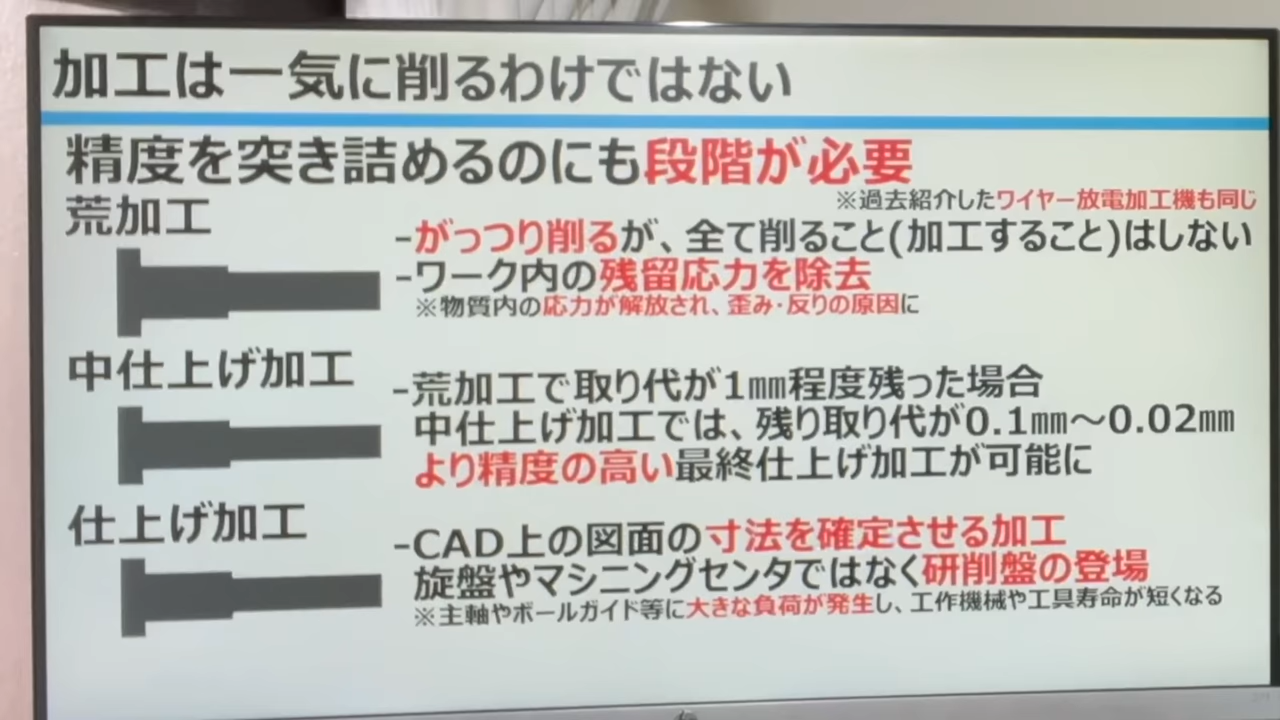 加工は一気に削るわけではない
精度を突き詰めるのにも段階が必要
※過去紹介したワイヤー放電加工機も同じ
荒加工
-がっつり削るが、全て削ること(加工すること)はしない
-ワーク内の残留応力を除去
※物質内の応力が解放され、歪み・反りの原因に
中仕上げ加工
-荒加工で取り代が1㎜程度残った場合
中仕上げ加工では、残り取り代が0.1㎜～0.02㎜
より精度の高い最終仕上げ加工が可能に
仕上げ加工
-CAD上の図面の寸法を確定させる加工
旋盤やマシニングセンタではなく研削盤の登場
※主軸やボールガイド等に大きな負荷が発生し、工作機械や工具寿命が短くなる